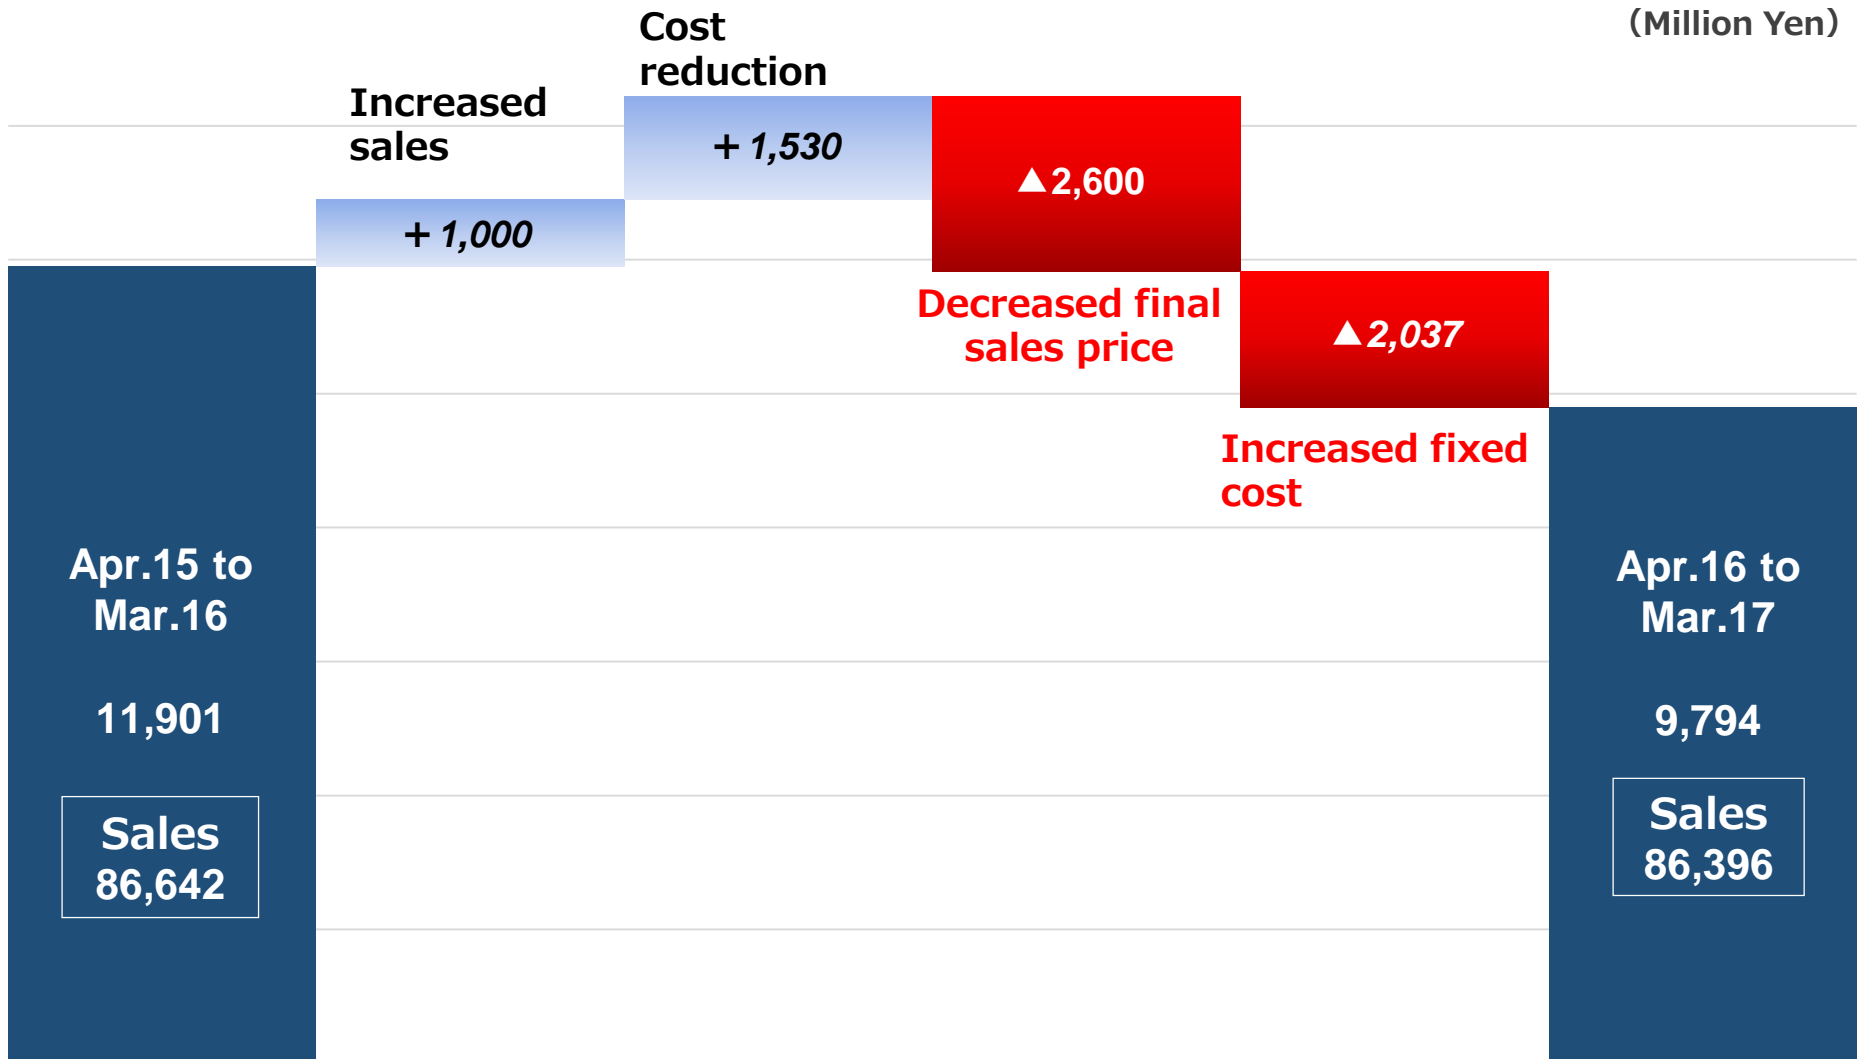 (Million Yen)
Cost
reduction
Increased
sales
+1,530
▲2,600
+1,000
Decreased final
sales price
▲2,037
Increased fixed
cost
Apr.15 to
Mar.16
11,901
Sales
86,642
Apr.16 to
Mar.17
9,794
Sales
86,396